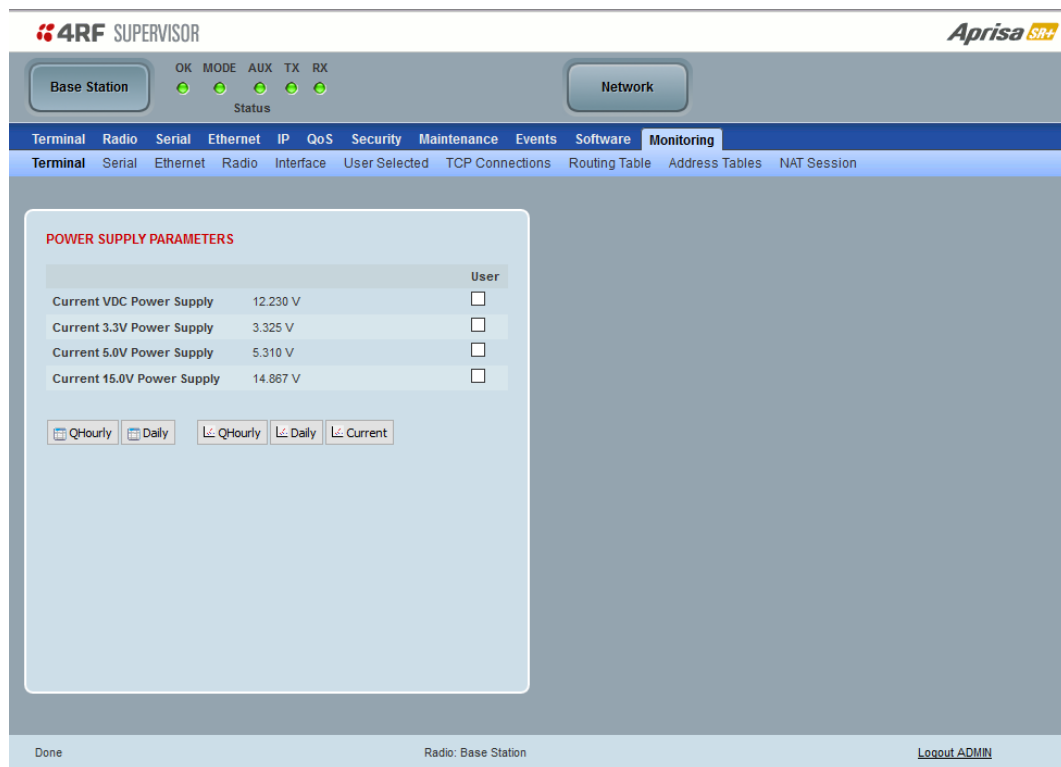 4RF SUPERVISOR
Aprisa SR+
OK MODE AUX TX RX
Base Station
Network
Status
Terminal Radio Serial Ethernet IP QoS Security Maintenance Events Software Monitoring
Terminal Serial Ethernet Radio Interface User Selected TCP Connections Routing Table Address Tables NAT Session
POWER SUPPLY PARAMETERS
User
Current VDC Power Supply 12.230 V
Current 3.3V Power Supply 3.325 V
Current 5.0V Power Supply 5.310 V
Current 15.0V Power Supply 14.867 V
QHourly Daily QHourly Daily Current
Done Radio: Base Station Logout ADMIN